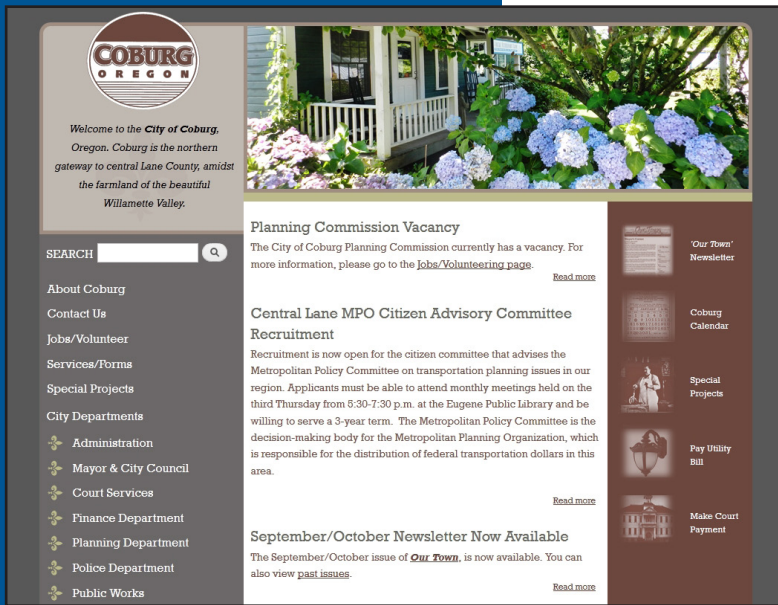 COBURG
OREGON
Welcome to the City of Coburg,
Oregon. Coburg is the northern
gateway to central Lane County, amidst
the farmland of the beautiful
Willamette Valley.
SEARCH
About Coburg
Contact Us
Jobs/Volunteer
Services/Forms
Special Projects
City Departments
Administration
Mayor & City Council
Court Services
Finance Department
Planning Department
Police Department
Public Works
Planning Commission Vacancy
The City of Coburg Planning Commission currently has a vacancy. For
more information, please go to the Jobs/Volunteering page.
Read more
Central Lane MPO Citizen Advisory Committee
Recruitment
Recruitment is now open for the citizen committee that advises the
Metropolitan Policy Committee on transportation planning issues in our
region. Applicants must be able to attend monthly meetings held on the
third Thursday from 5:30-7:30 p.m. at the Eugene Public Library and be
willing to serve a 3-year term. The Metropolitan Policy Committee is the
decision-making body for the Metropolitan Planning Organization, which
is responsible for the distribution of federal transportation dollars in this
area.
Read more
September/October Newsletter Now Available
The September/October issue of Our Town, is now available. You can
also view past issues.
Read more
'Our Town'
Newsletter
Coburg
Calendar
Special
Projects
Pay Utility
Bill
Make Court
Payment